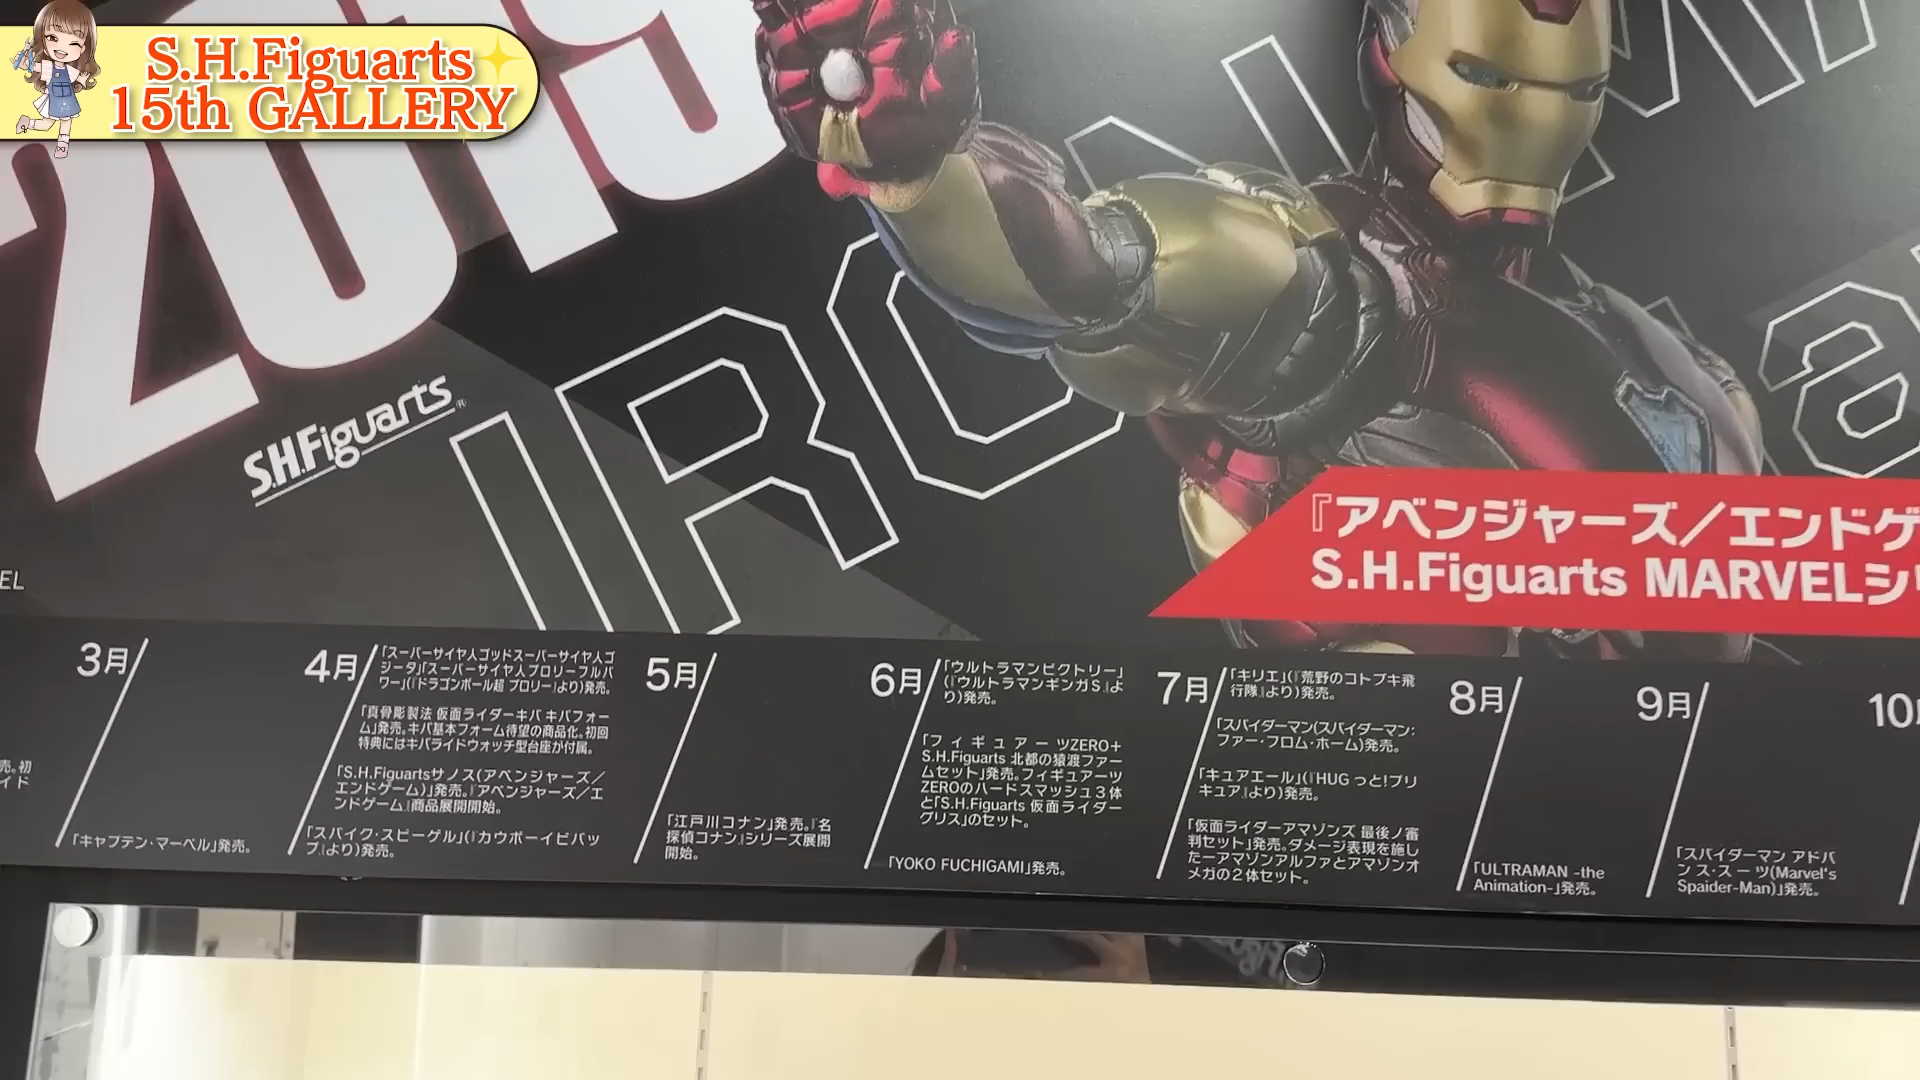 S.H.Figuarts
15th GALLERY
2019
S.H.Figuarts
『アベンジャーズ／エンドゲ
S.H.Figuarts MARVELシリ
EL
売。初
イド
3月
「キャプテン・マーベル」発売。
4月
「スーパーサイヤ人ゴッドスーパーサイヤ人ゴ
ジータ」「スーパーサイヤ人ブロリーフルパ
ワー」(『ドラゴンボール超 ブロリー』より)発売。
「真骨彫製法 仮面ライダーキバ キバフォー
ム」発売。キバ基本フォーム待望の商品化。初回
特典にはキバライドウォッチ型台座が付属。
「S.H.Figuartsサノス(アベンジャーズ／
エンドゲーム)」発売。『アベンジャーズ／エ
ンドゲーム』商品展開開始。
「スパイク・スピーゲル」(『カウボーイビバッ
プ』より)発売。
5月
「江戸川コナン」発売。『名
探偵コナン』シリーズ展開
開始。
6月
「ウルトラマンビクトリー」
(『ウルトラマンギンガS』よ
り)発売。
「フィギュアーツZERO＋
S.H.Figuarts 北都の猿渡ファー
ムセット」発売。フィギュアーツ
ZEROのハードスマッシュ３体
と「S.H.Figuarts 仮面ライダー
グリス」のセット。
「YOKO FUCHIGAMI」発売。
7月
「キリエ」(『荒野のコトブキ飛
行隊』より)発売。
「スパイダーマン(スパイダーマン:
ファー・フロム・ホーム)発売。
「キュアエール」(『HUG っと!プリ
キュア』より)発売。
「仮面ライダーアマゾンズ 最後ノ審
判セット」発売。ダメージ表現を施し
たーアマゾンアルファとアマゾンオ
メガの２体セット。
8月
「ULTRAMAN -the
Animation-」発売。
9月
「スパイダーマン アドバ
ンス・スーツ(Marvel's
Spaider-Man)」発売。
10月